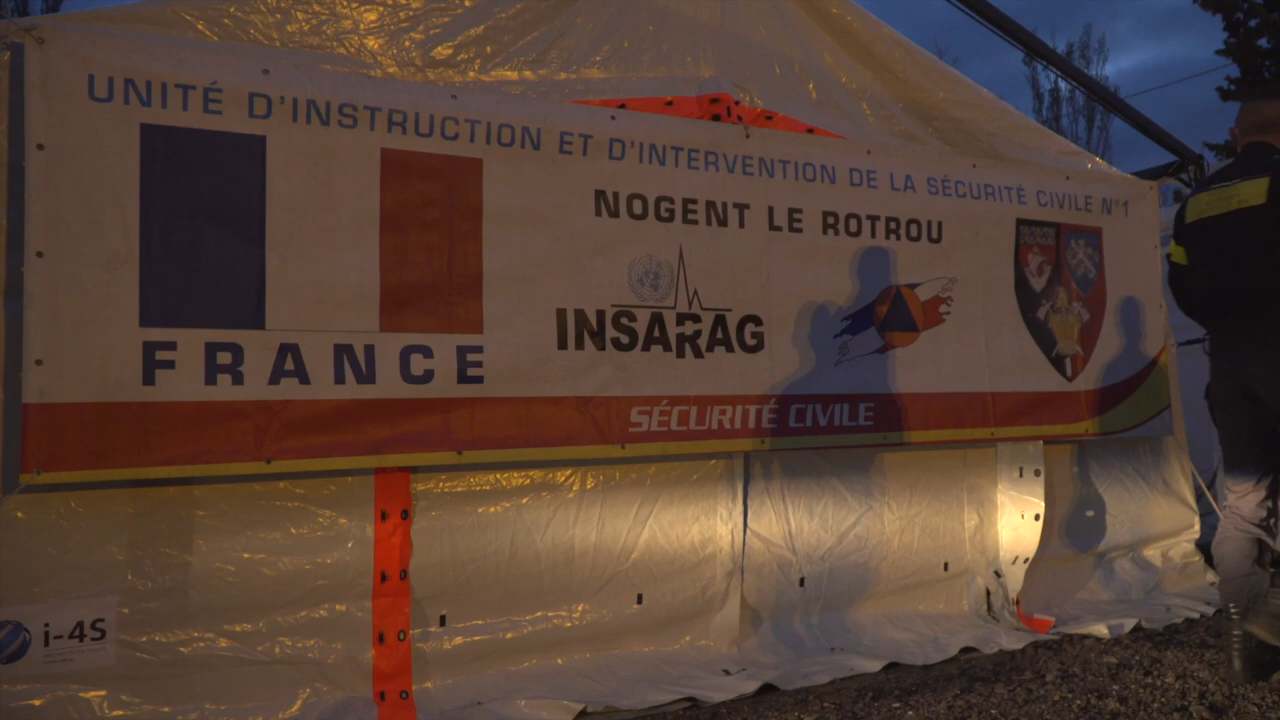 UNITÉ D'INSTRUCTION ET D'INTERVENTION DE LA SÉCURITÉ CIVILE N°1
NOGENT LE ROTROU
INSARAG
FRANCE
SÉCURITÉ CIVILE
i-4S